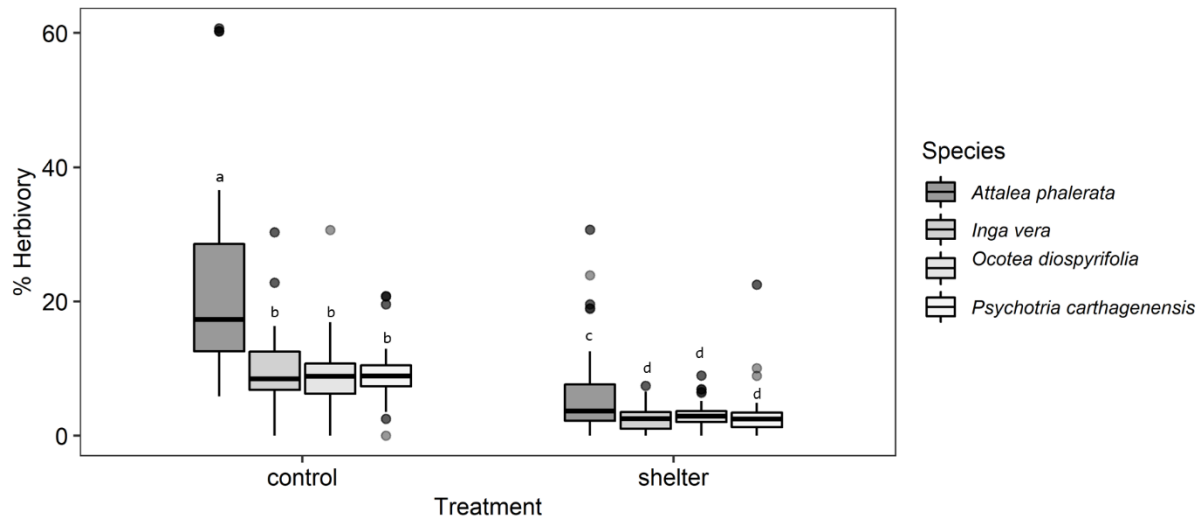 % Herbivory
60
40
20
0
a
b
b
b
c
d
d
d
control
shelter
Treatment
Species
Attalea phalerata
Inga vera
Ocotea diospyrifolia
Psychotria carthagenensis